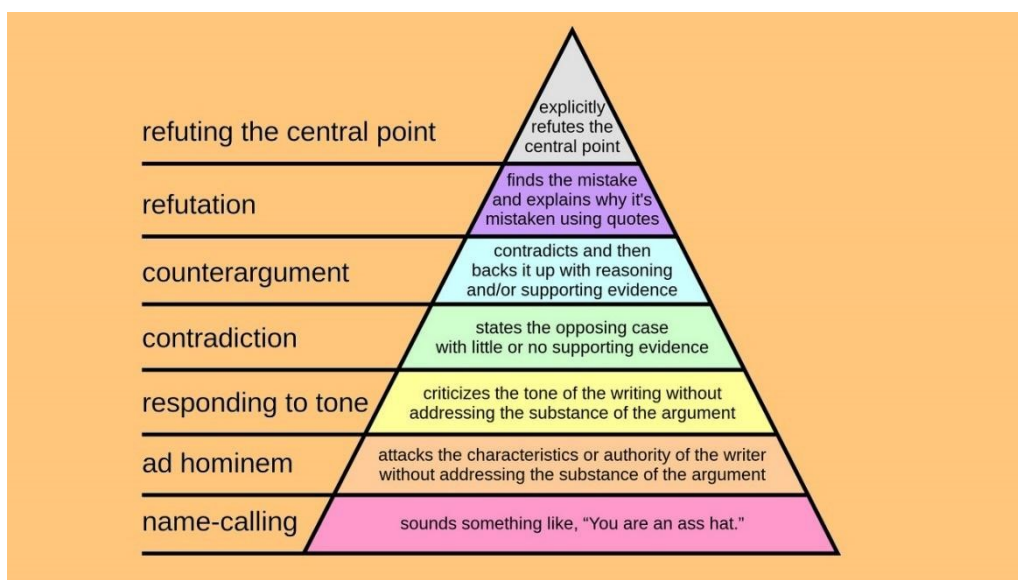 explicitly
refuting the central point
refutes the
central point
finds the mistake
refutation
and explains why it's
mistaken using quotes
contradicts and then
counterargument
backs it up with reasoning
and/or supporting evidence
states the opposing case
contradiction
with little or no supporting evidence
responding to tone
criticizes the tone of the writing without
addressing the substance of the argument
ad hominem
attacks the characteristics or authority of the writer
without addressing the substance of the argument
name-calling
sounds something like, “You are an ass hat.”